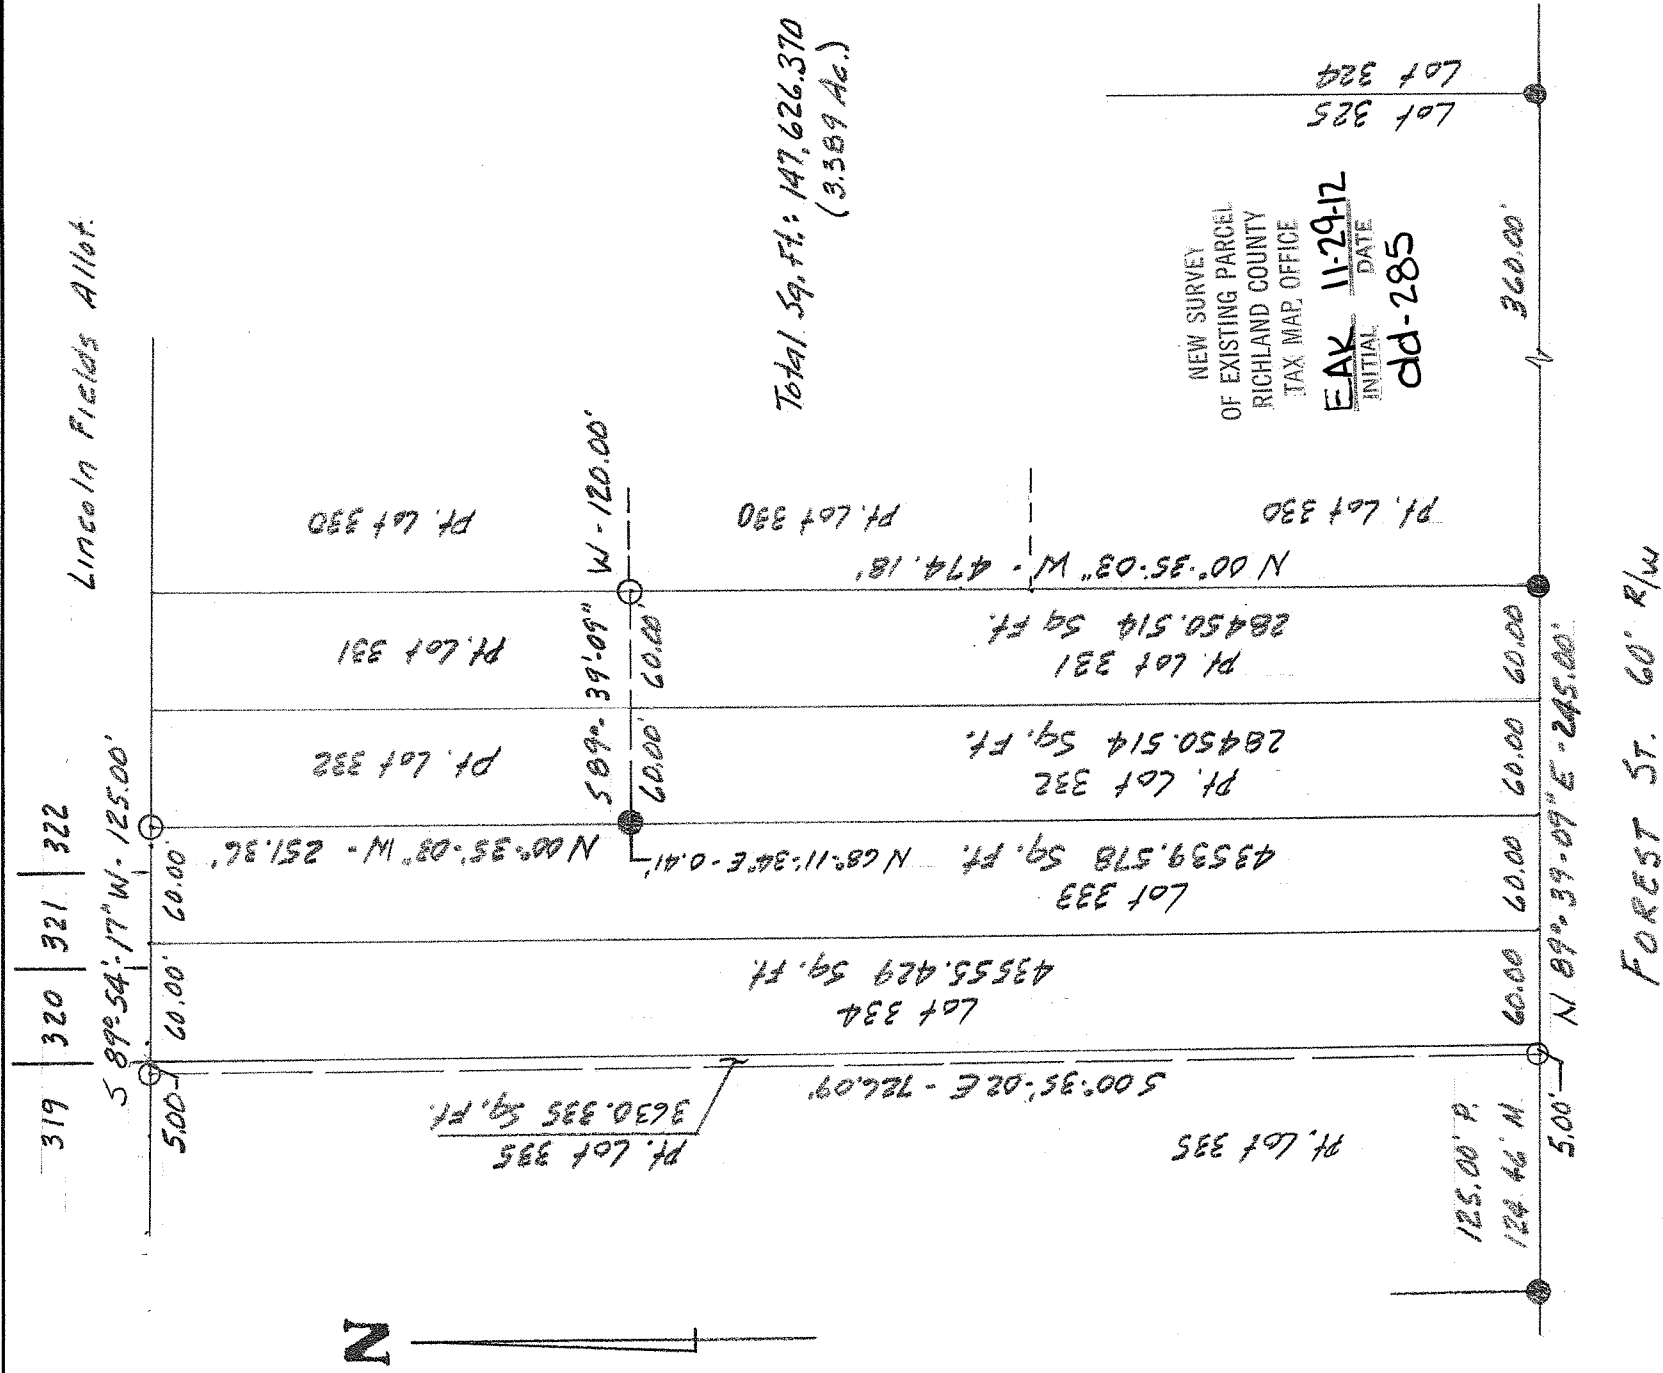 Lincoln Fields Allot.
319 | 320 | 321 | 322
S 89°-54'-17" W - 125.00'
5.00'
60.00'
60.00'
Pt. Lot 332
Pt. Lot 331
Pt. Lot 330
N 00°-35'-03" W - 251.36'
S 89°-39'-09" W - 120.00'
60.00'
60.00'
N 68°-11'-34" E - 0.41'
Pt. Lot 335
3630.335 Sq. Ft.
S 00°-35'-02 E - 726.09'
Lot 334
43555.429 Sq. Ft
Lot 333
43539.578 Sq. Ft.
Pt. Lot 332
28450.514 Sq. Ft.
Pt. Lot 331
28450.514 Sq Ft.
N 00°-35'-03" W - 474.18'
Pt. Lot 330
Pt. Lot 330
Total Sq. Ft.: 147,626.370
(3.389 Ac.)
NEW SURVEY
OF EXISTING PARCEL
RICHLAND COUNTY
TAX MAP OFFICE
EAK 11-29-12
INITIAL DATE
dd-285
Lot 325
Lot 324
Pt. Lot 335
125.00' P.
124.46' M.
5.00'
60.00
60.00
60.00
60.00
360.00'
N 89°-39'-09" E - 245.00'
FOREST ST. 60' R/W
N